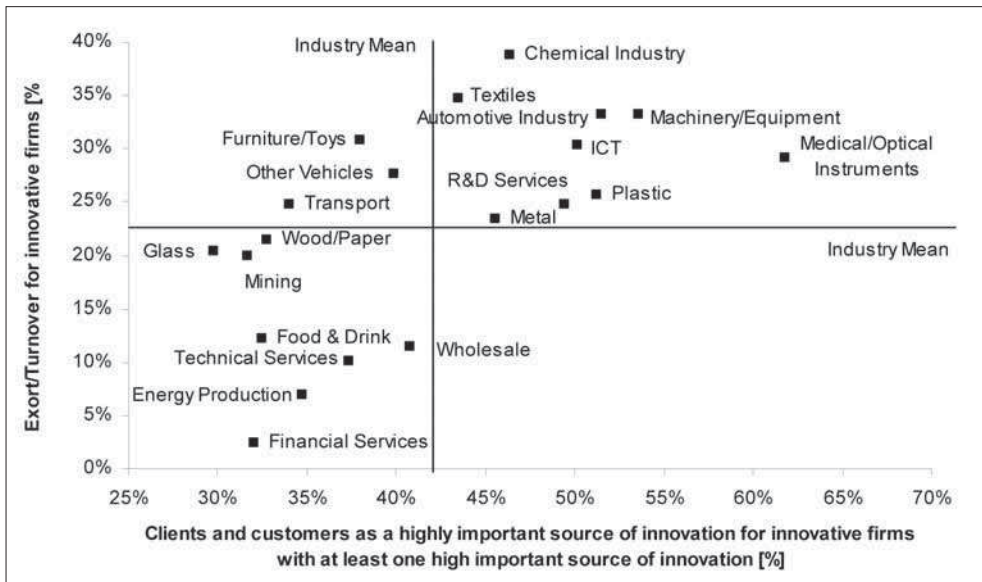 Exort/Turnover for innovative firms [%
40%
35%
30%
25%
20%
15%
10%
5%
0%
Industry Mean
Chemical Industry
Textiles
Automotive Industry
Machinery/Equipment
Furniture/Toys
ICT
Medical/Optical
Instruments
Other Vehicles
R&D Services
Plastic
Transport
Metal
Wood/Paper
Glass
Industry Mean
Mining
Food & Drink
Wholesale
Technical Services
Energy Production
Financial Services
25%
30%
35%
40%
45%
50%
55%
60%
65%
70%
Clients and customers as a highly important source of innovation for innovative firms
with at least one high important source of innovation [%]